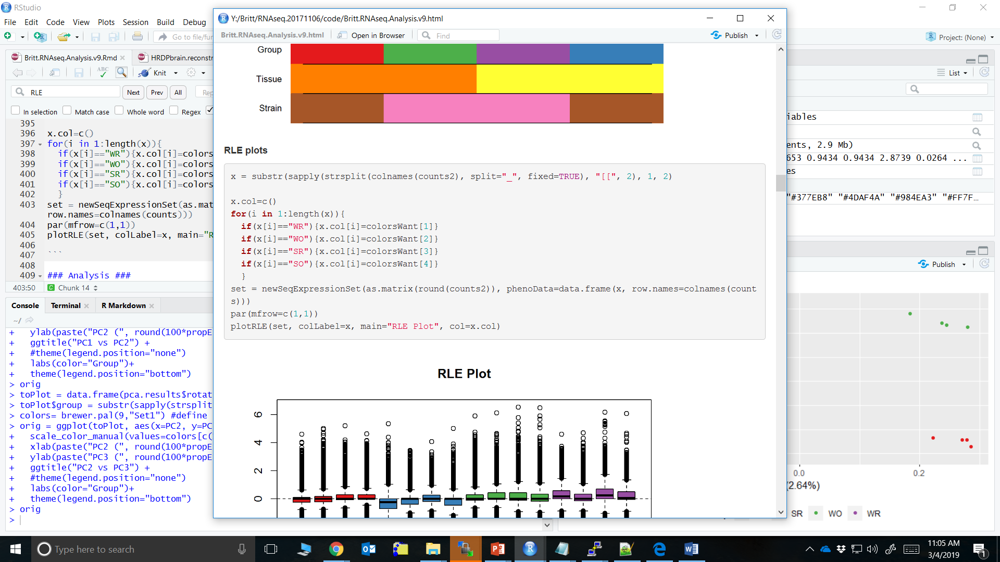 RStudio
File Edit Code View Plots Session Build Debug
Go to file/fun
Project: (None)
Britt.RNAseq.Analysis.v9.Rmd
HRDPbrain.reconstr
ABC
Knit
RLE
Next Prev All Rep
In selection Match case Whole word Regex
395
396 x.col=c()
397 for(i in 1:length(x)){
398 if(x[i]=="WR"){x.col[i]=colors
399 if(x[i]=="WO"){x.col[i]=colors
400 if(x[i]=="SR"){x.col[i]=colors
401 if(x[i]=="SO"){x.col[i]=colors
402 }
403 set = newSeqExpressionSet(as.mat
row.names=colnames(counts)))
404 par(mfrow=c(1,1))
405 plotRLE(set, colLabel=x, main="R
406
407 ```
408
409 ### Analysis ###
403:50 C Chunk 14
Console Terminal R Markdown
~/
+ ylab(paste("PC2 (", round(100*propE
+ ggtitle("PC1 vs PC2") +
+ #theme(legend.position="none")
+ labs(color="Group")+
+ theme(legend.position="bottom")
> orig
> toPlot = data.frame(pca.results$rotat
> toPlot$group = substr(sapply(strsplit
> colors= brewer.pal(9,"Set1") #define
> orig = ggplot(toPlot, aes(x=PC2, y=PC
+ scale_color_manual(values=colors[c(
+ xlab(paste("PC2 (", round(100*propE
+ ylab(paste("PC3 (", round(100*propE
+ ggtitle("PC2 vs PC3") +
+ #theme(legend.position="none")
+ labs(color="Group")+
+ theme(legend.position="bottom")
> orig
>
Y:/Britt/RNAseq.20171106/code/Britt.RNAseq.Analysis.v9.html
Britt.RNAseq.Analysis.v9.html Open in Browser Find Publish
Group
Tissue
Strain
RLE plots
x = substr(sapply(strsplit(colnames(counts2), split="_", fixed=TRUE), "[[", 2), 1, 2)
x.col=c()
for(i in 1:length(x)){
if(x[i]=="WR"){x.col[i]=colorsWant[1]}
if(x[i]=="WO"){x.col[i]=colorsWant[2]}
if(x[i]=="SR"){x.col[i]=colorsWant[3]}
if(x[i]=="SO"){x.col[i]=colorsWant[4]}
}
set = newSeqExpressionSet(as.matrix(round(counts2)), phenoData=data.frame(x, row.names=colnames(count
s)))
par(mfrow=c(1,1))
plotRLE(set, colLabel=x, main="RLE Plot", col=x.col)
RLE Plot
6
4
2
0
List
iables
ents, 2.9 Mb)
653 0.9434 0.9434 2.8739 0.0264 ...
es
"#377EB8" "#4DAF4A" "#984EA3" "#FF7F…
Publish
0.0 0.2
(2.64%)
SR WO WR
Type here to search
11:05 AM
3/4/2019
1